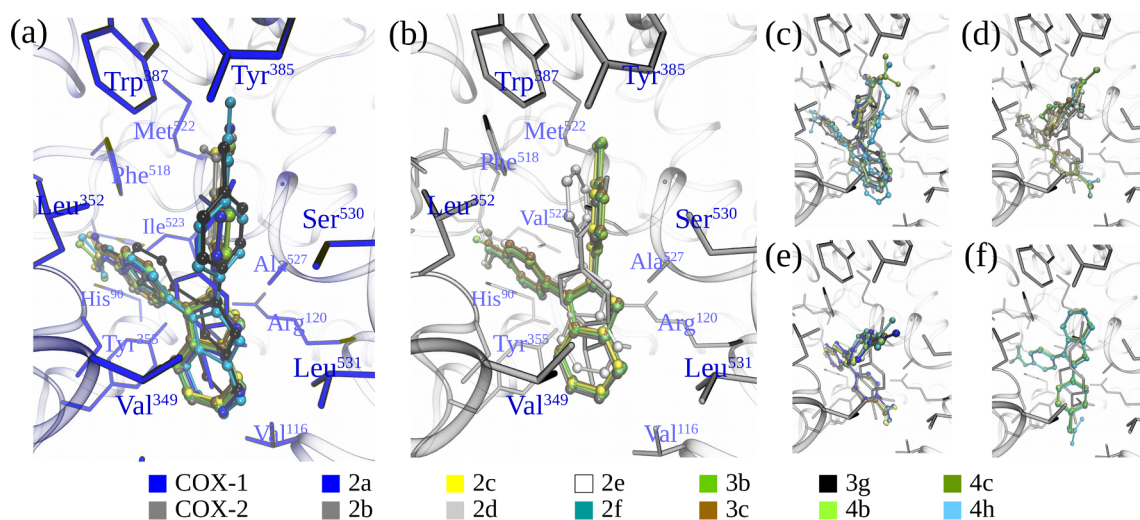 (a)
Trp387
Tyr385
Met522
Phe518
Leu352
Ile523
Ser530
Ala527
His90
Arg120
Tyr355
Leu531
Val349
Val116
(b)
Trp387
Tyr385
Met522
Phe518
Leu352
Val523
Ser530
Ala527
His90
Arg120
Tyr355
Leu531
Val349
Val116
(c)
(d)
(e)
(f)
COX-1 2a 2c 2e 3b 3g 4c
COX-2 2b 2d 2f 3c 4b 4h